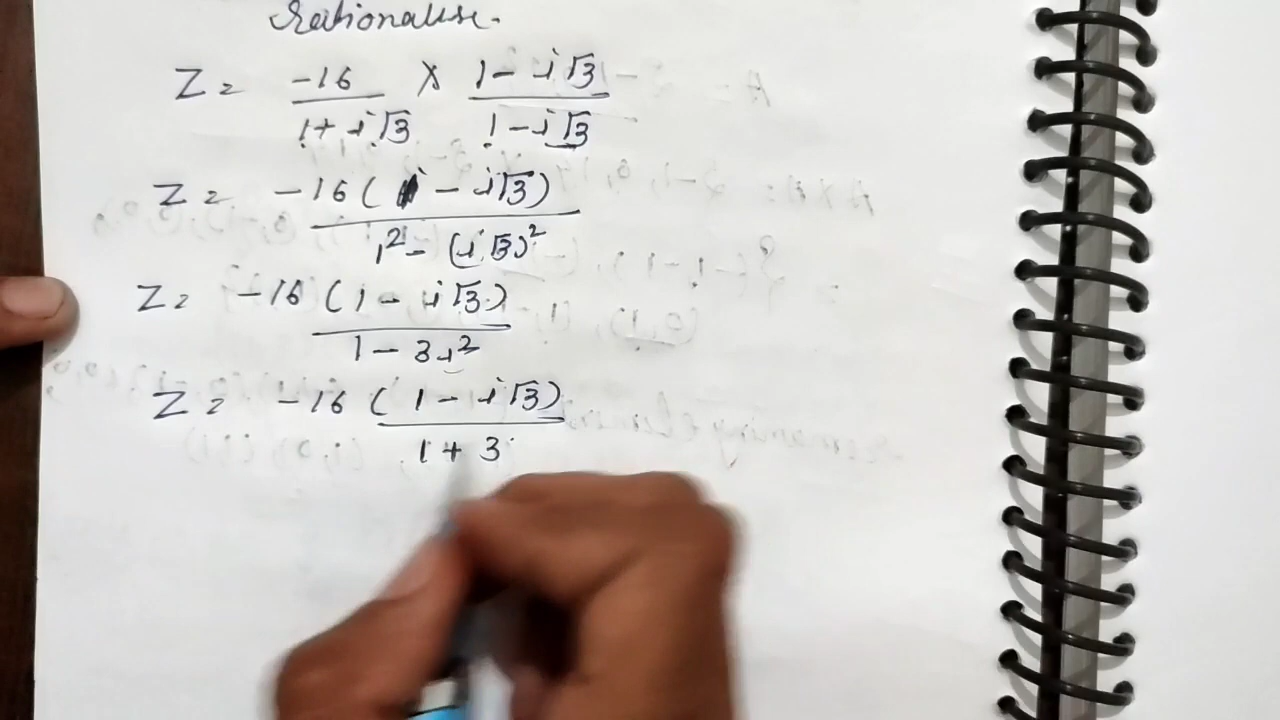 Rationalise.
Z = -16/1+i√3 × 1-i√3/1-i√3
Z = -16(1-i√3)/1²-(i√3)²
Z = -16(1-i√3)/1-3i²
Z = -16(1-i√3)/1+3